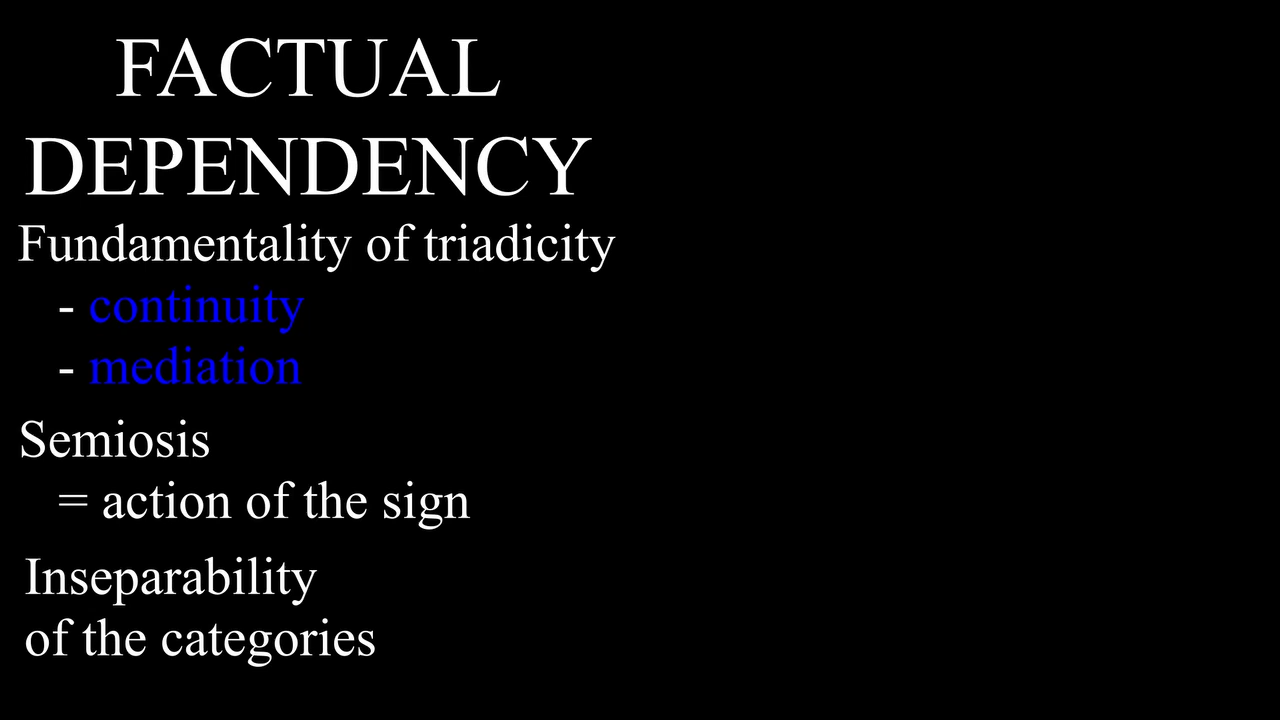 FACTUAL
DEPENDENCY
Fundamentality of triadicity
- continuity
- mediation
Semiosis
= action of the sign
Inseparability
of the categories